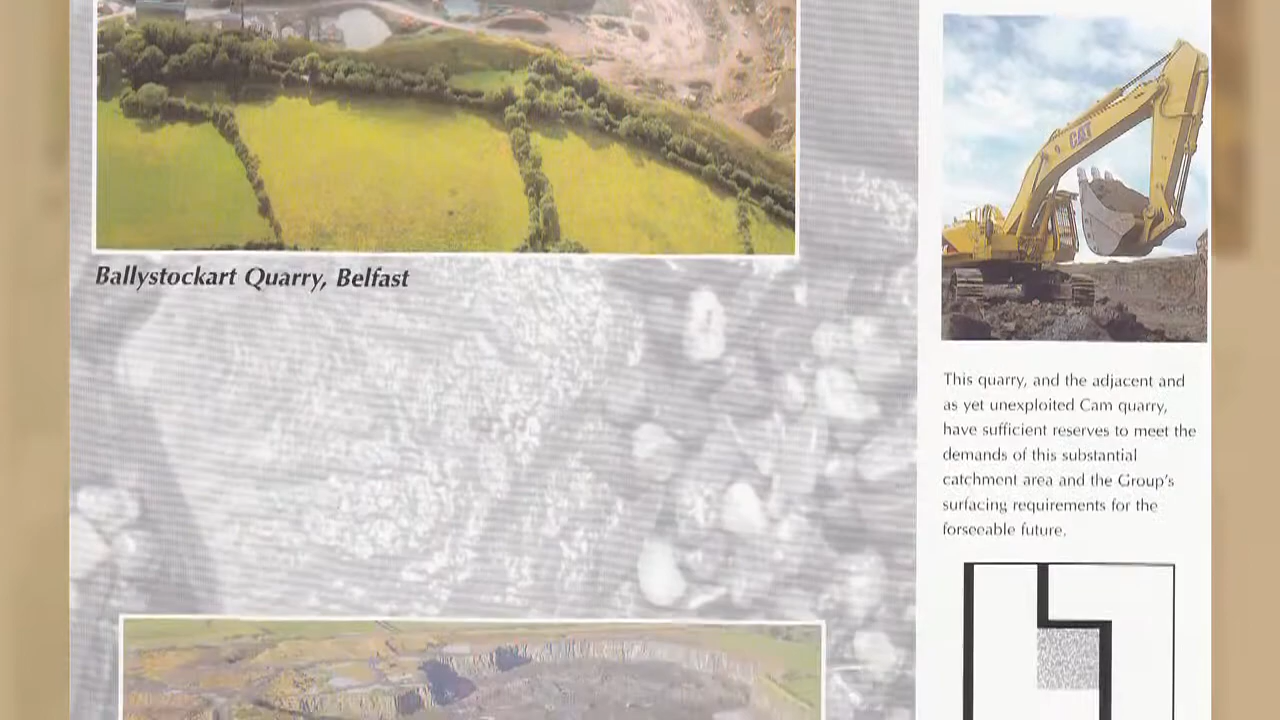 CAT
Ballystockart Quarry, Belfast
This quarry, and the adjacent and
as yet unexploited Cam quarry,
have sufficient reserves to meet the
demands of this substantial
catchment area and the Group's
surfacing requirements for the
forseeable future.